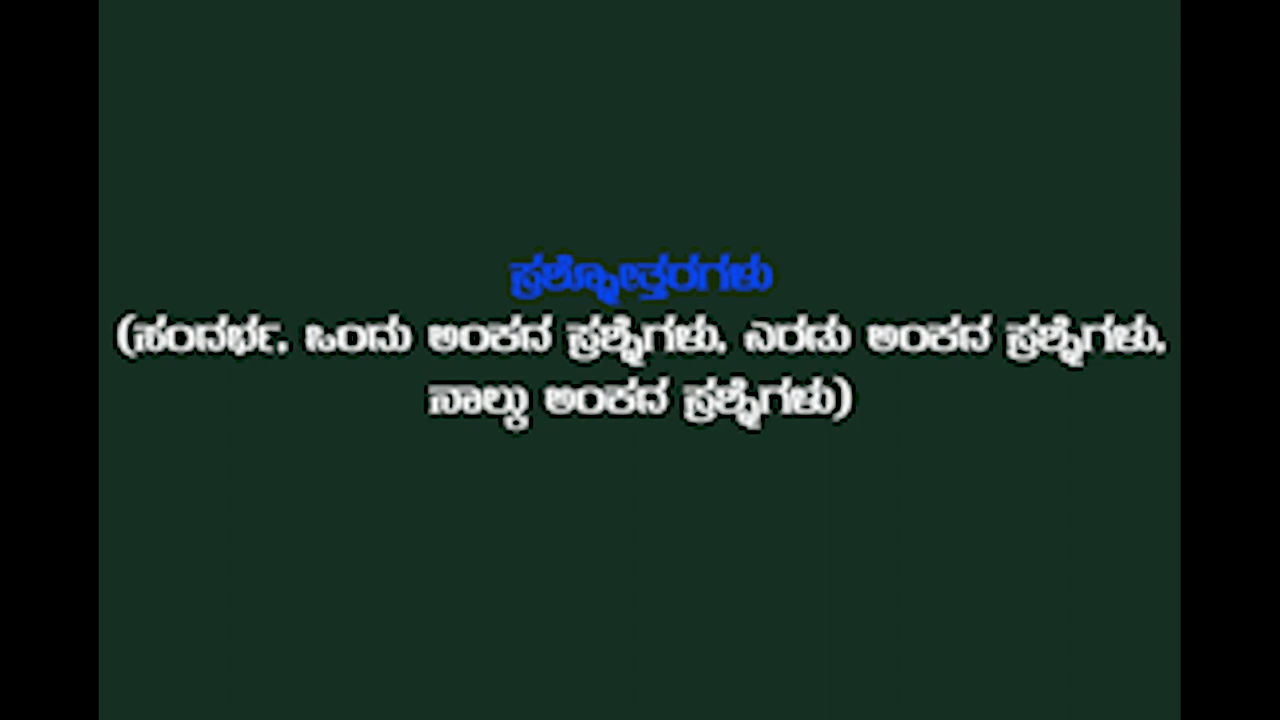 ಪ್ರಶ್ನೋತ್ತರಗಳು
(ಸಂದರ್ಭ, ಒಂದು ಅಂಕದ ಪ್ರಶ್ನೆಗಳು, ಎರಡು ಅಂಕದ ಪ್ರಶ್ನೆಗಳು,
ನಾಲ್ಕು ಅಂಕದ ಪ್ರಶ್ನೆಗಳು)